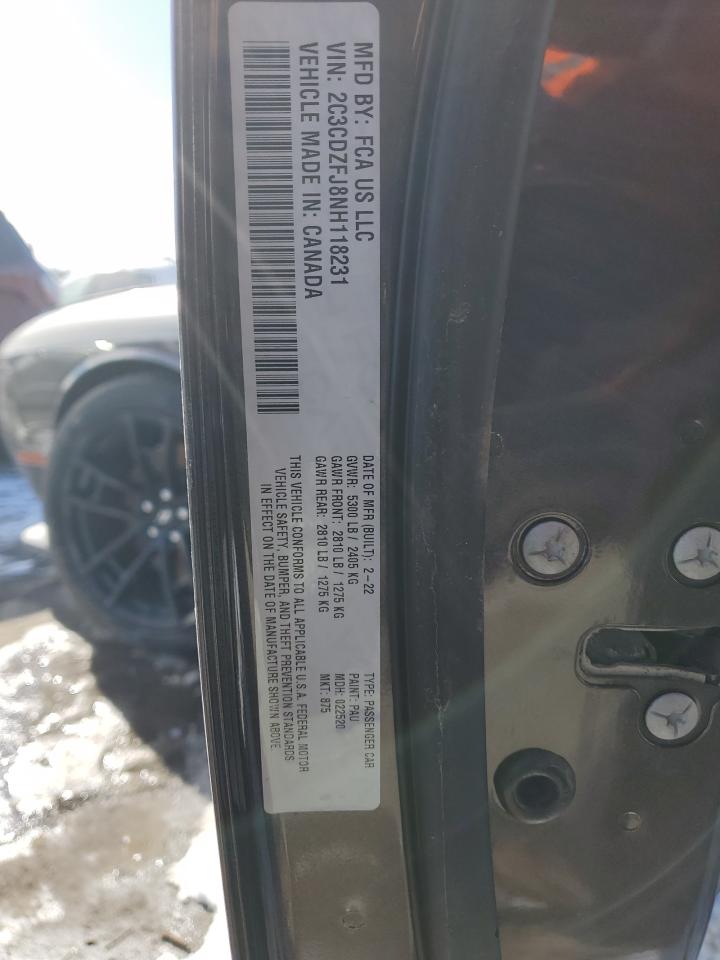 MFD BY: FCA US LLC
VIN: 2C3CDZFJ8NH118231
VEHICLE MADE IN: CANADA
DATE OF MFR (BUILT): 2-22
GVWR: 5300 LB / 2405 KG
GAWR FRONT: 2810 LB / 1275 KG
GAWR REAR: 2810 LB / 1275 KG
THIS VEHICLE CONFORMS TO ALL APPLICABLE U.S.A. FEDERAL MOTOR
VEHICLE SAFETY, BUMPER, AND THEFT PREVENTION STANDARDS
IN EFFECT ON THE DATE OF MANUFACTURE SHOWN ABOVE.
TYPE: PASSENGER CAR
PAINT: PAU
MDH: 022520
MKT: 875